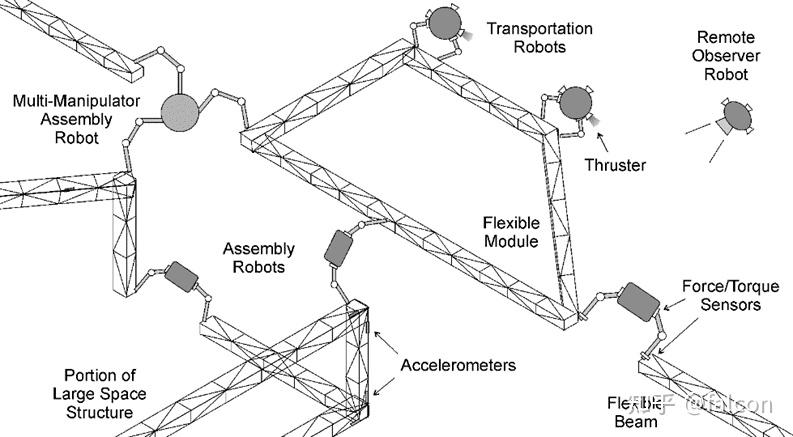 Transportation
Robots
Remote
Observer
Robot
Multi-Manipulator
Assembly
Robot
Thruster
Flexible
Module
Assembly
Robots
Force/Torque
Sensors
Accelerometers
Portion of
Large Space
Structure
Flexible
Beam
知乎 @falcon